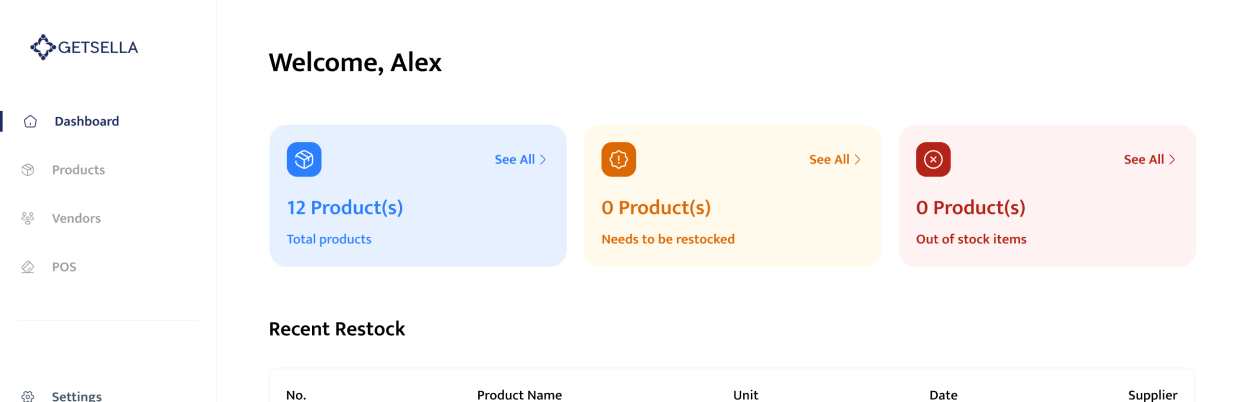 GETSELLA
Dashboard
Products
Vendors
POS
Settings
Welcome, Alex
See All
12 Product(s)
Total products
See All
0 Product(s)
Needs to be restocked
See All
0 Product(s)
Out of stock items
Recent Restock
No. Product Name Unit Date Supplier